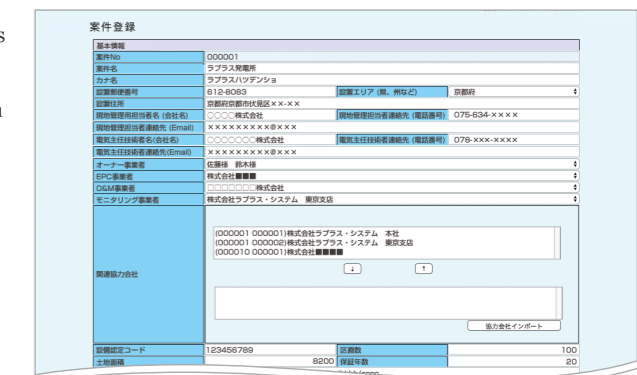 s
案件登録
基本情報
案件No 000001
案件名 ラプラス発電所
カナ名 ラプラスハツデンショ
設置郵便番号 612-8083 設置エリア（県、州など） 京都府
設置住所 京都府京都市伏見区××-××
現地管理担当者名（会社名） ○○○○株式会社 現地管理担当者連絡先（電話番号） 075-634-××××
現地管理担当者連絡先（Email） ××××××××××@×××
電気主任技術者名(会社名) ○○○○○○○株式会社 電気主任技術者連絡先（電話番号） 078-×××-××××
電気主任技術者連絡先(Email) ××××××××××@×××
オーナー事業者 佐藤様　鈴木様
EPC事業者 株式会社■■■
O&M事業者 □□□□□□□株式会社
モニタリング事業者 株式会社ラプラス・システム　東京支店
(000001 000001)株式会社ラプラス・システム　本社
(000001 000002)株式会社ラプラス・システム　東京支店
(000010 000001)株式会社■■■■
↓ ↑
関連協力会社
協力会社インポート
設備認定コード 123456789 区画数 100
土地面積 8200 保証年数 20